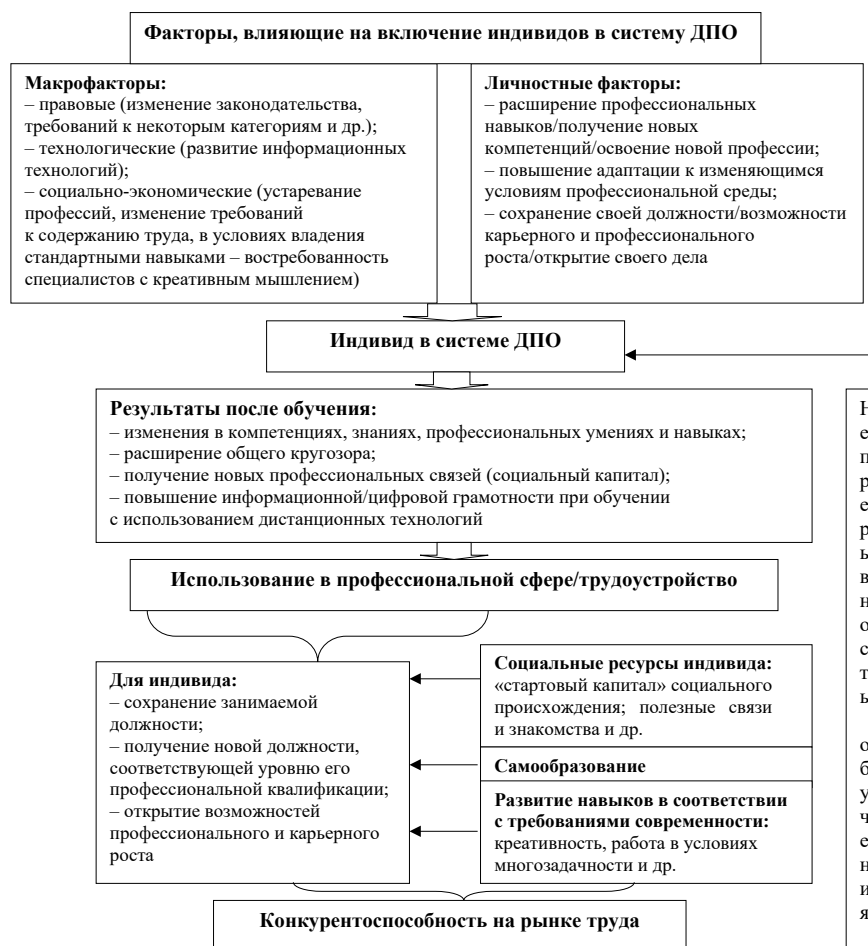 Факторы, влияющие на включение индивидов в систему ДПО
Макрофакторы:
– правовые (изменение законодательства,
требований к некоторым категориям и др.);
– технологические (развитие информационных
технологий);
– социально-экономические (устаревание
профессий, изменение требований
к содержанию труда, в условиях владения
стандартными навыками – востребованность
специалистов с креативным мышлением)
Личностные факторы:
– расширение профессиональных
навыков/получение новых
компетенций/освоение новой профессии;
– повышение адаптации к изменяющимся
условиям профессиональной среды;
– сохранение своей должности/возможности
карьерного и профессионального
роста/открытие своего дела
Индивид в системе ДПО
Результаты после обучения:
– изменения в компетенциях, знаниях, профессиональных умениях и навыках;
– расширение общего кругозора;
– получение новых профессиональных связей (социальный капитал);
– повышение информационной/цифровой грамотности при обучении
с использованием дистанционных технологий
Использование в профессиональной сфере/трудоустройство
Для индивида:
– сохранение занимаемой
должности;
– получение новой должности,
соответствующей уровню его
профессиональной квалификации;
– открытие возможностей
профессионального и карьерного
роста
Социальные ресурсы индивида:
«стартовый капитал» социального
происхождения; полезные связи
и знакомства и др.
Самообразование
Развитие навыков в соответствии
с требованиями современности:
креативность, работа в условиях
многозадачности и др.
Конкурентоспособность на рынке труда
Н
е
п
р
е
р
ы
в
н
о
с
т
ь
о
б
у
ч
е
н
и
я